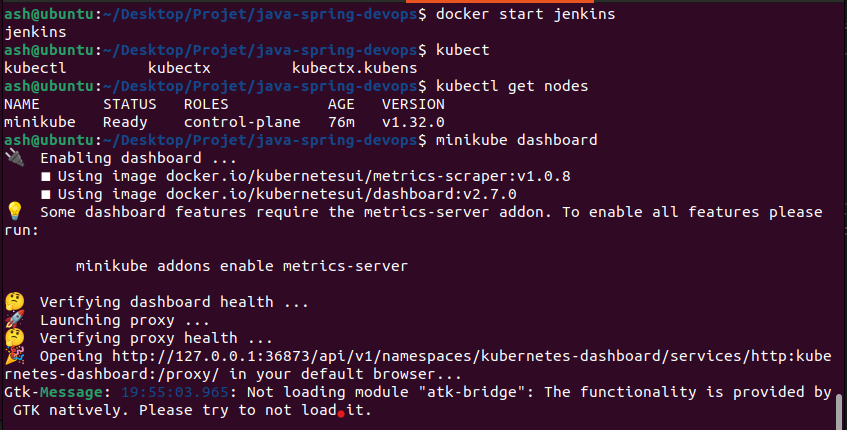 ash@ubuntu:~/Desktop/Projet/java-spring-devops$ docker start jenkins
jenkins
ash@ubuntu:~/Desktop/Projet/java-spring-devops$ kubect
kubectl         kubectx         kubectx.kubens
ash@ubuntu:~/Desktop/Projet/java-spring-devops$ kubectl get nodes
NAME       STATUS   ROLES           AGE   VERSION
minikube   Ready    control-plane   76m   v1.32.0
ash@ubuntu:~/Desktop/Projet/java-spring-devops$ minikube dashboard
🔌  Enabling dashboard ...
    ▪ Using image docker.io/kubernetesui/metrics-scraper:v1.0.8
    ▪ Using image docker.io/kubernetesui/dashboard:v2.7.0
💡  Some dashboard features require the metrics-server addon. To enable all features please
run:
        minikube addons enable metrics-server
🤔  Verifying dashboard health ...
🚀  Launching proxy ...
🤔  Verifying proxy health ...
🎉  Opening http://127.0.0.1:36873/api/v1/namespaces/kubernetes-dashboard/services/http:kube
rnetes-dashboard:/proxy/ in your default browser...
Gtk-Message: 19:55:03.965: Not loading module "atk-bridge": The functionality is provided by
 GTK natively. Please try to not load it.